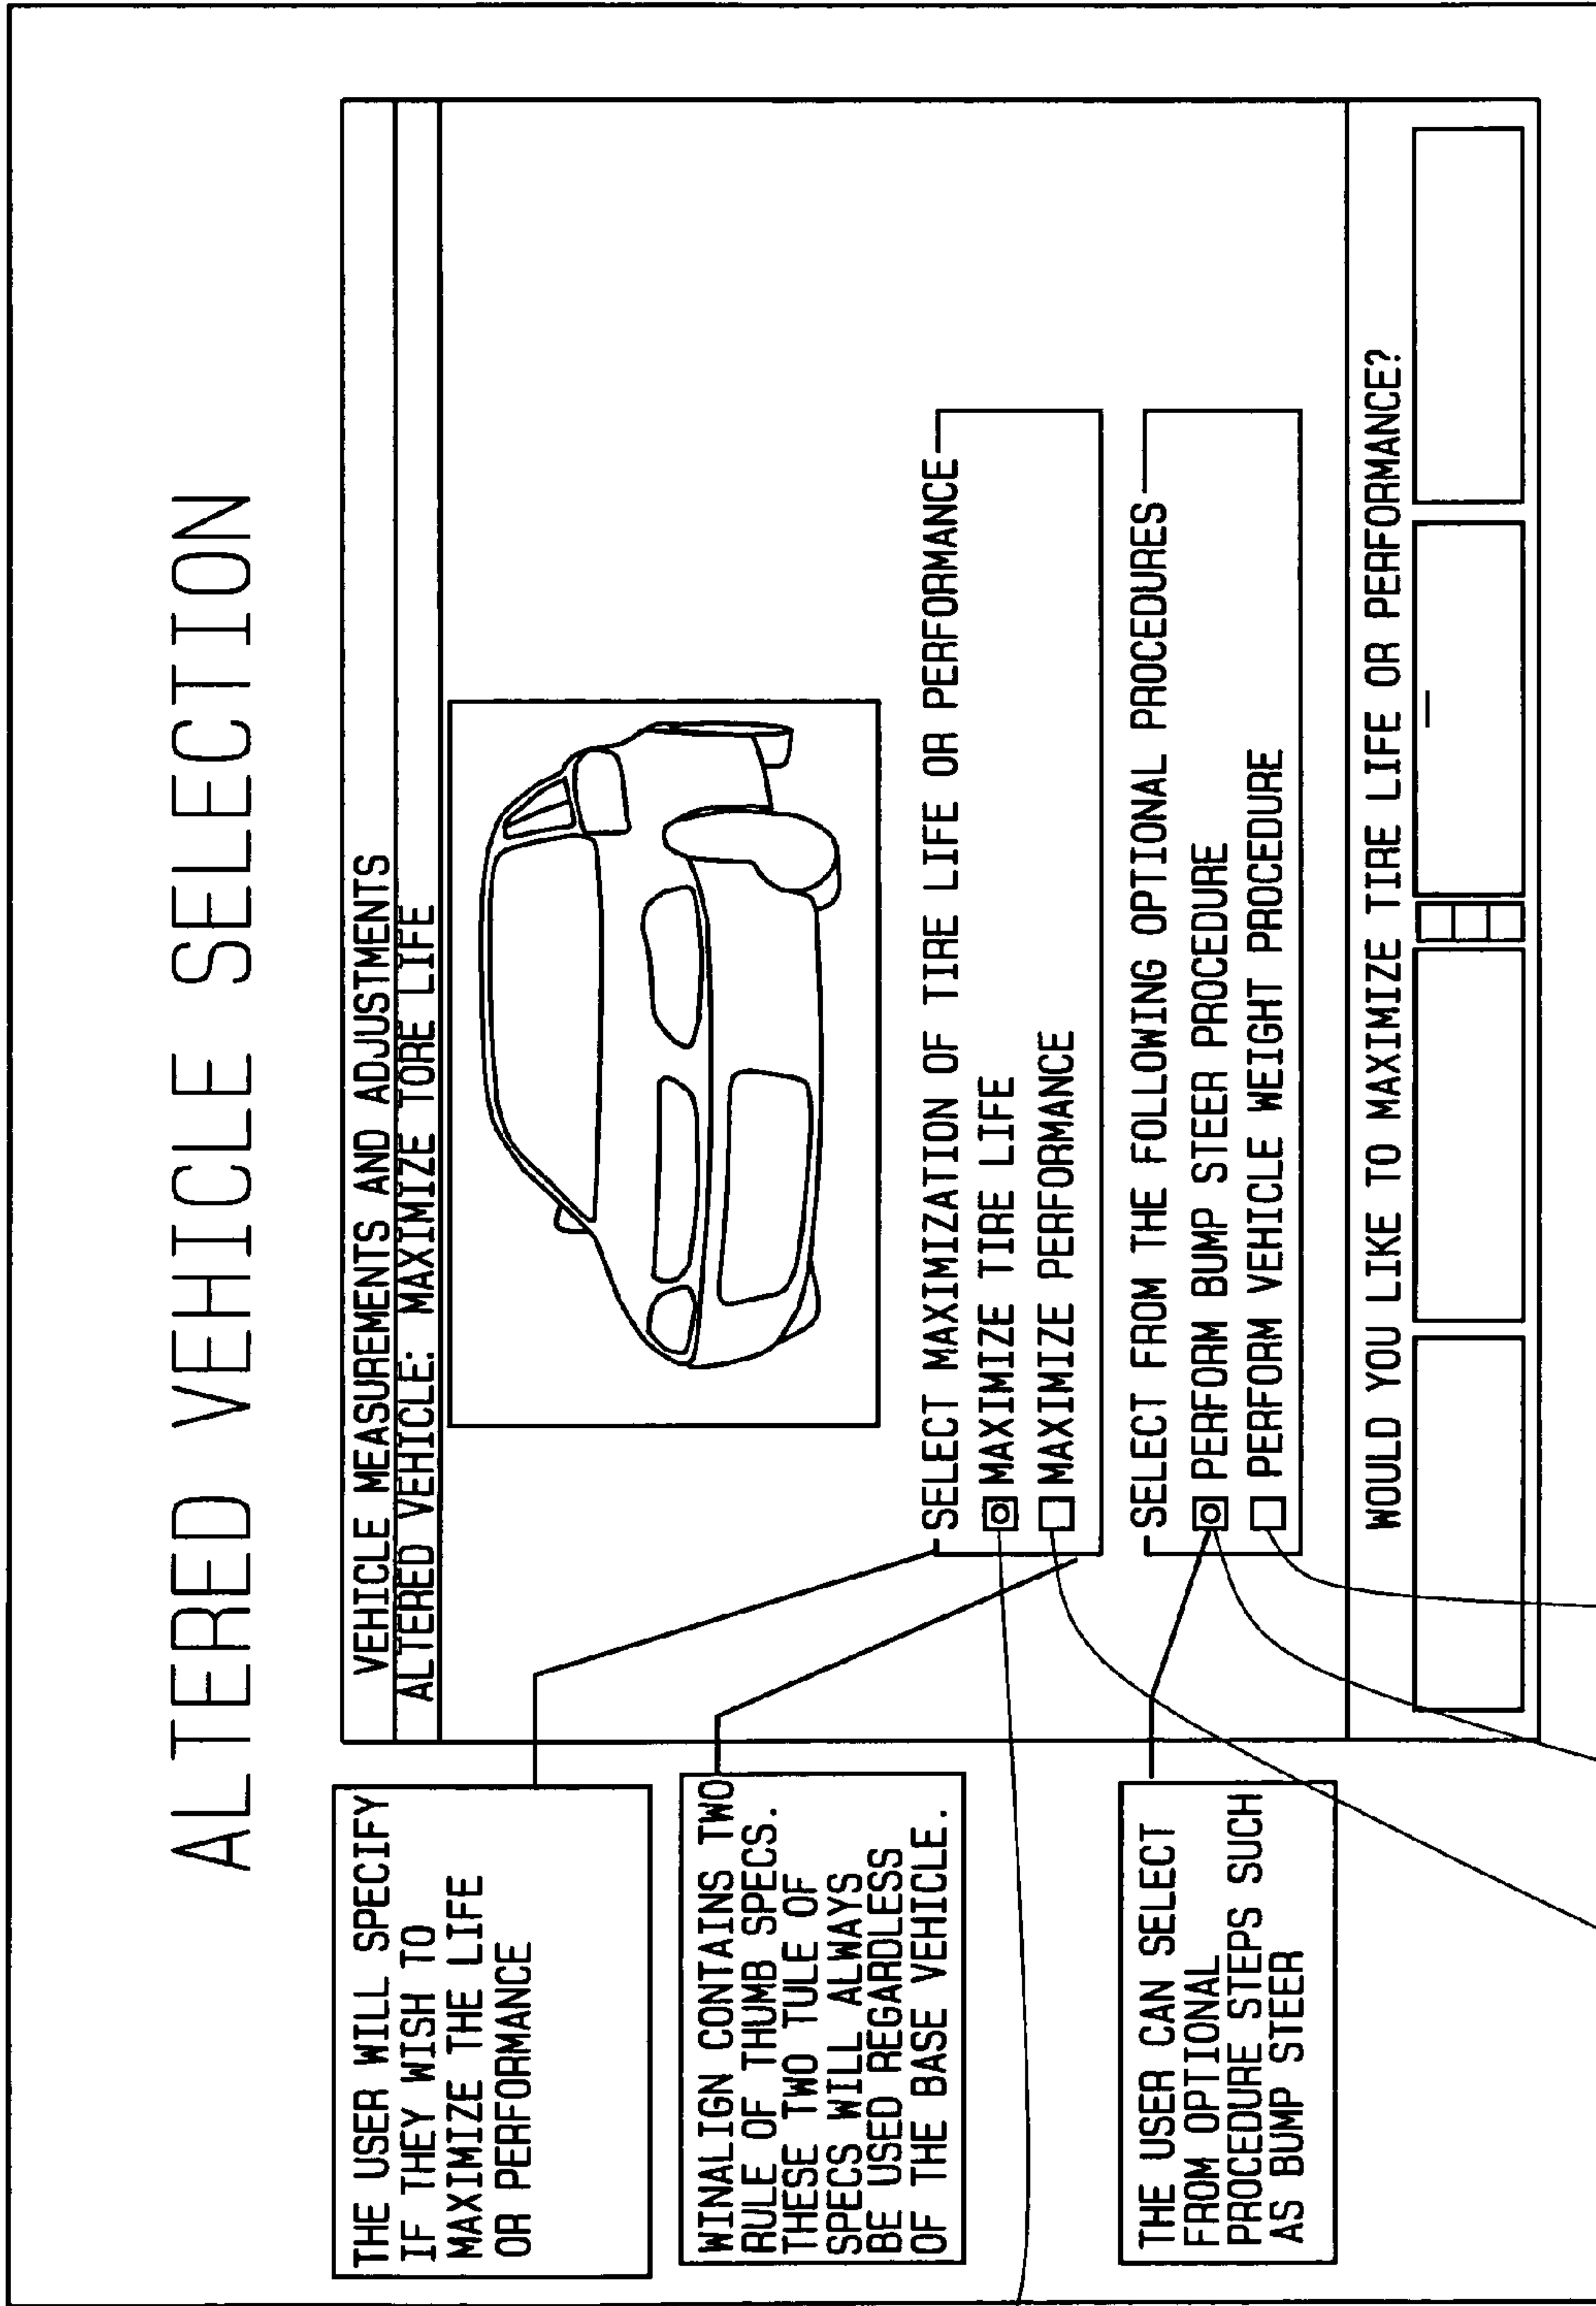 ALTERED VEHICLE SELECTION
THE USER WILL SPECIFY
IF THEY WISH TO
MAXIMIZE THE LIFE
OR PERFORMANCE
WINALIGN CONTAINS TWO
RULE OF THUMB SPECS.
THESE TWO TULE OF
SPECS WILL ALWAYS
BE USED REGARDLESS
OF THE BASE VEHICLE.
THE USER CAN SELECT
FROM OPTIONAL
PROCEDURE STEPS SUCH
AS BUMP STEER
VEHICLE MEASUREMENTS AND ADJUSTMENTS
ALTERED VEHICLE: MAXIMIZE TORE LIFE
SELECT MAXIMIZATION OF TIRE LIFE OR PERFORMANCE
MAXIMIZE TIRE LIFE
MAXIMIZE PERFORMANCE
SELECT FROM THE FOLLOWING OPTIONAL PROCEDURES
PERFORM BUMP STEER PROCEDURE
PERFORM VEHICLE WEIGHT PROCEDURE
WOULD YOU LIKE TO MAXIMIZE TIRE LIFE OR PERFORMANCE?